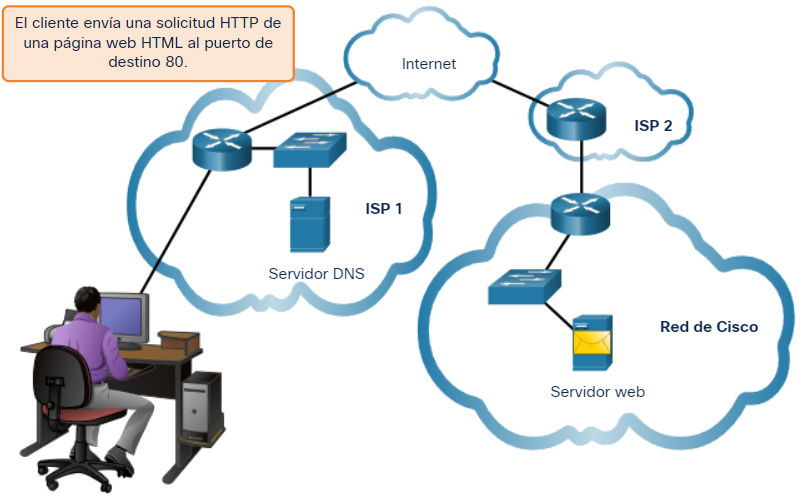 El cliente envía una solicitud HTTP de
una página web HTML al puerto de
destino 80.
Internet
ISP 2
ISP 1
Servidor DNS
Red de Cisco
Servidor web